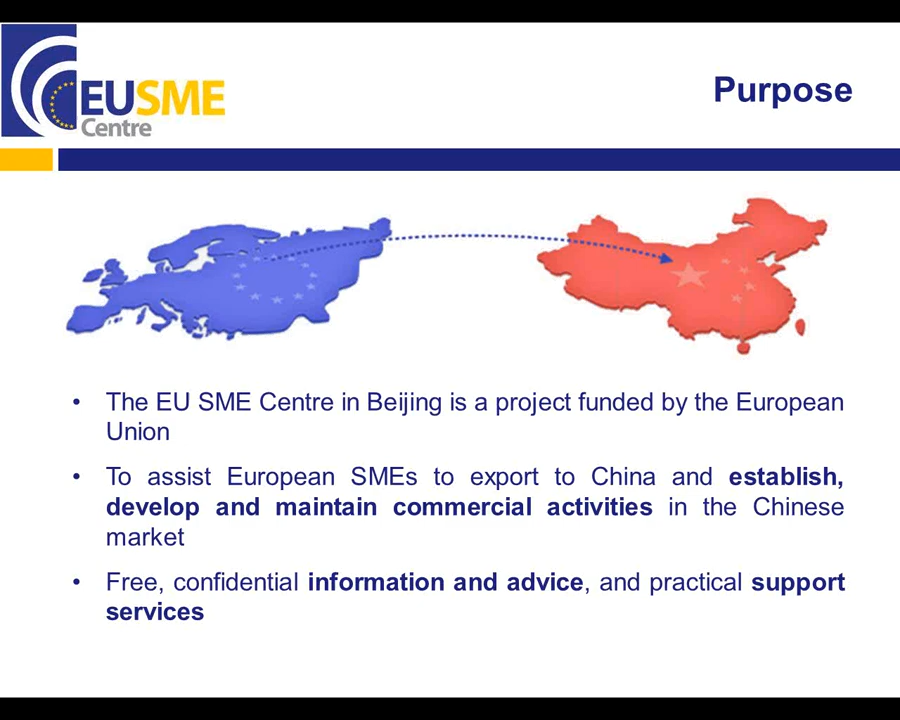 EUSME
Centre
Purpose
• The EU SME Centre in Beijing is a project funded by the European
Union
• To assist European SMEs to export to China and establish,
develop and maintain commercial activities in the Chinese
market
• Free, confidential information and advice, and practical support
services